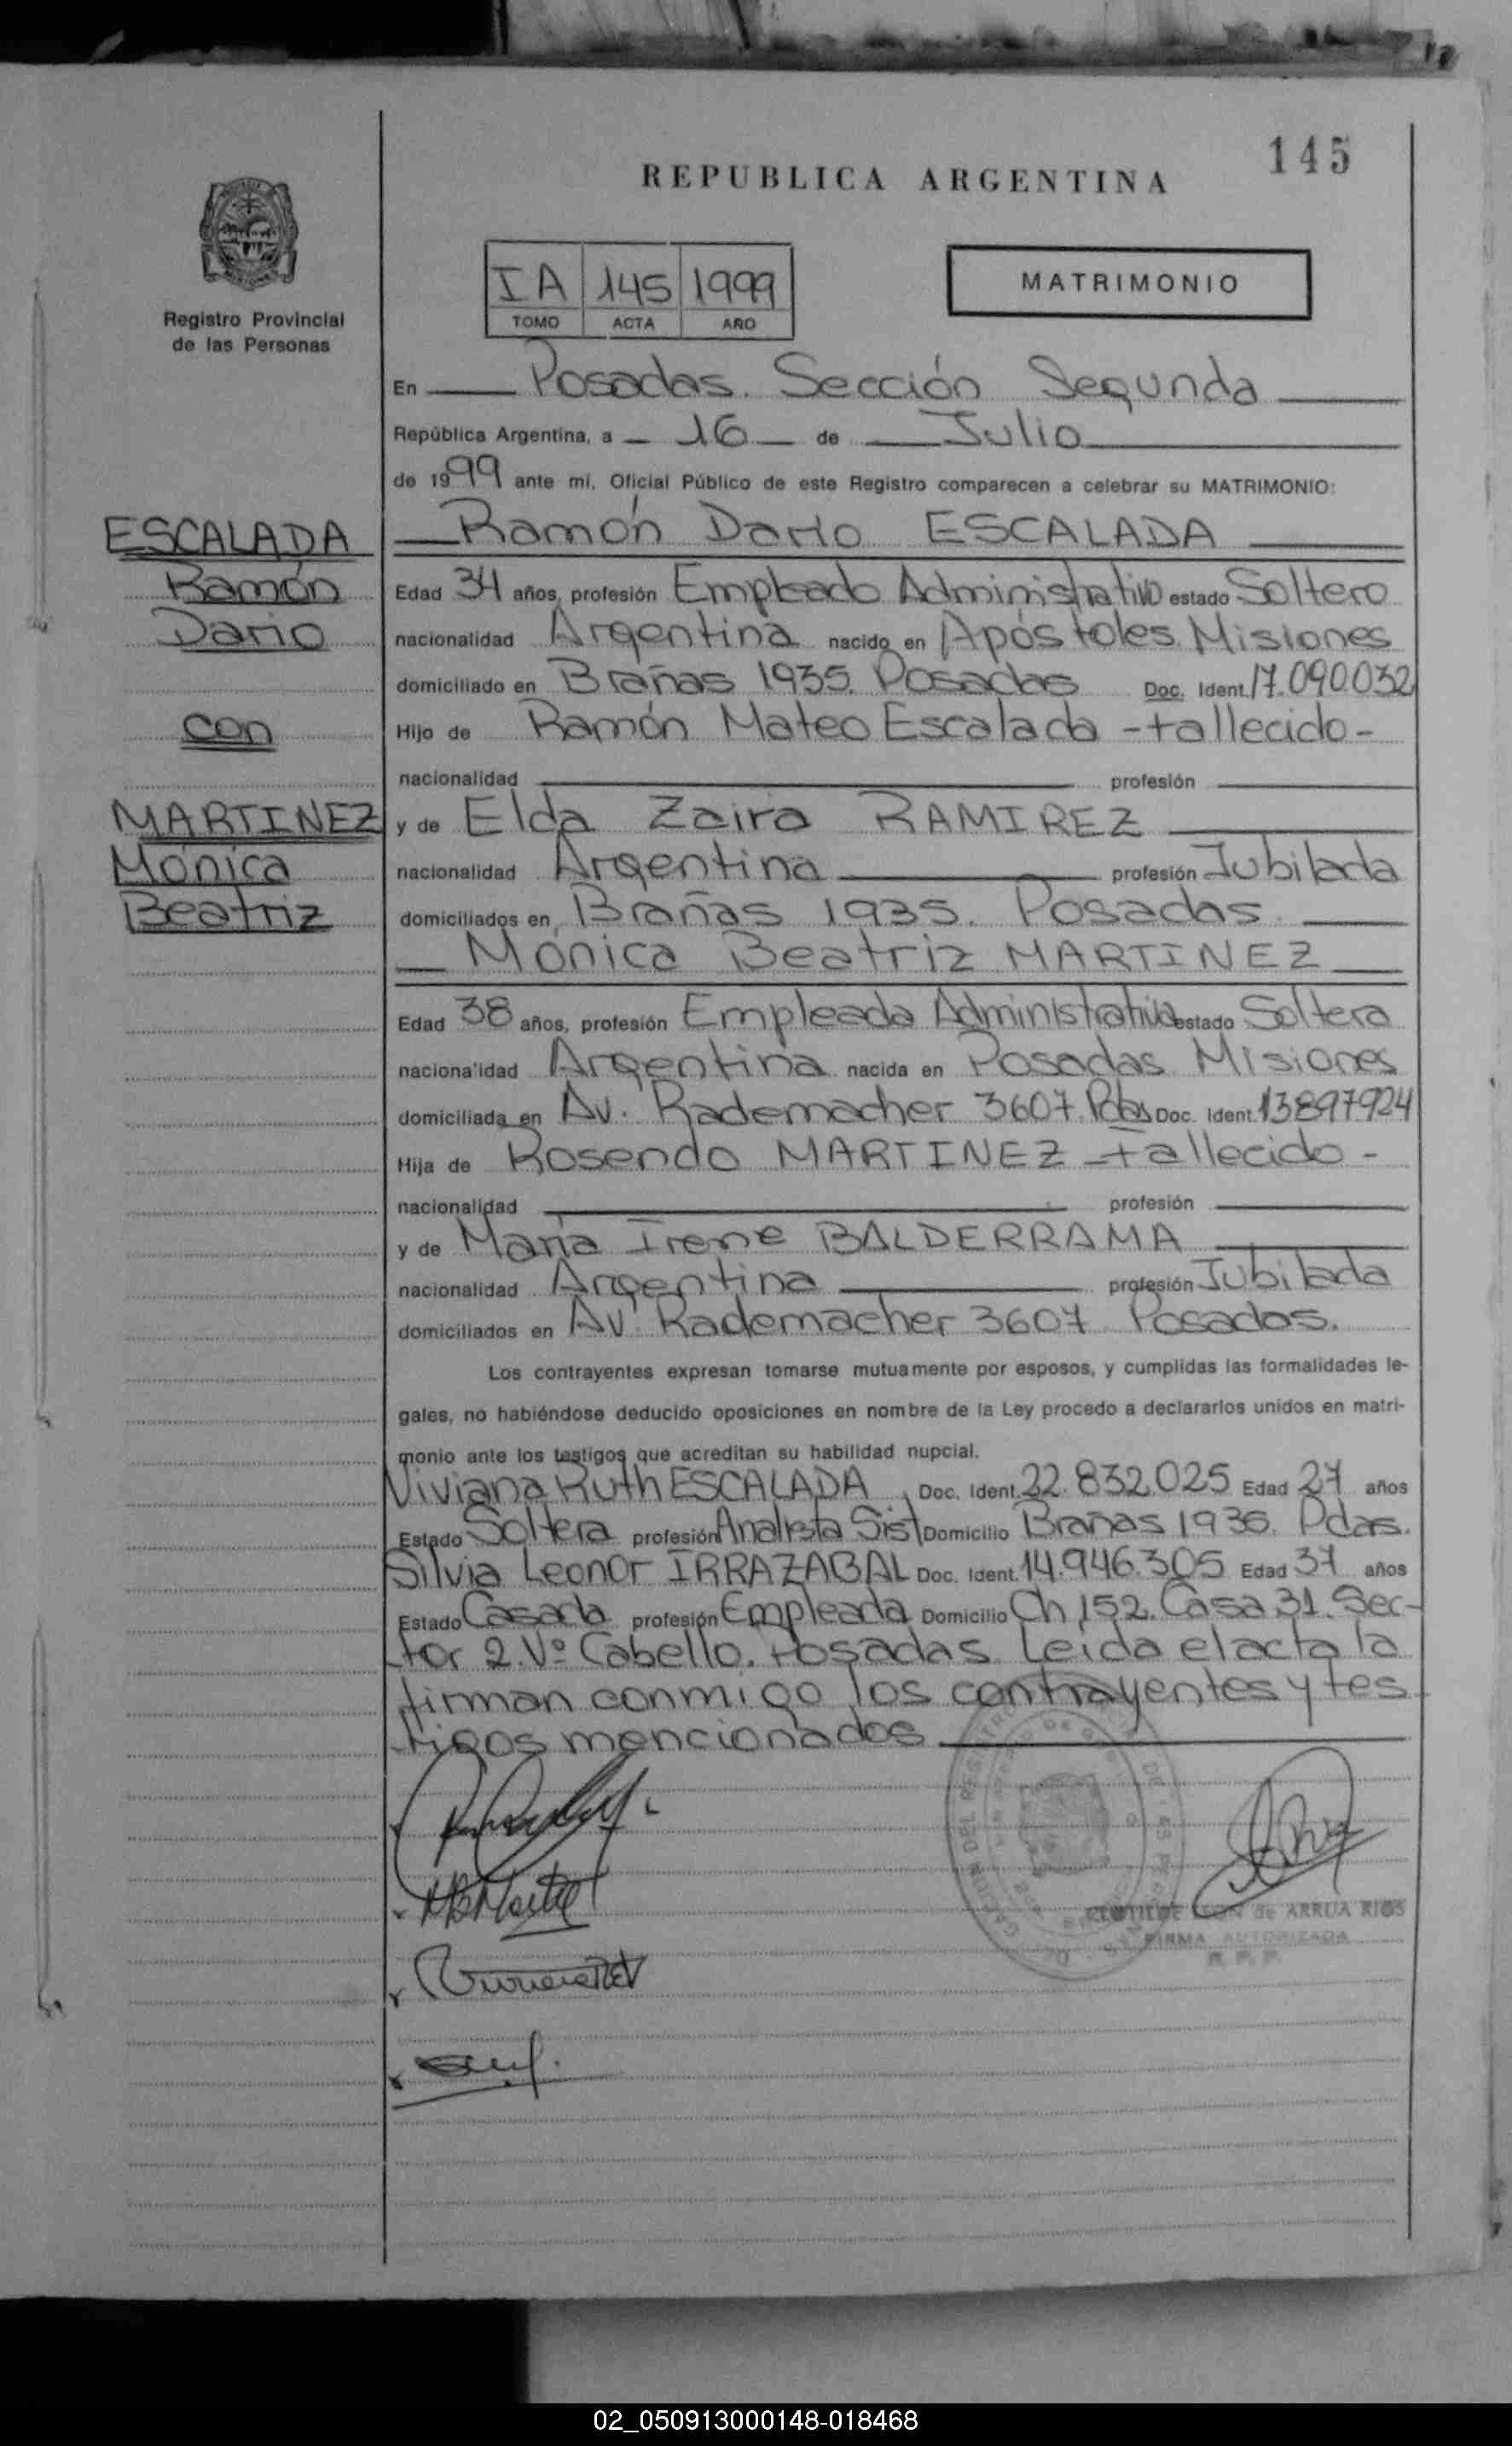 145
REPUBLICA ARGENTINA
Registro Provincial
de las Personas
IA 145 1999
TOMO ACTA AÑO
MATRIMONIO
En Posadas. Sección Segunda
República Argentina, a 16 de Julio
de 1999 ante mí, Oficial Público de este Registro comparecen a celebrar su MATRIMONIO:
ESCALADA
Ramón
Dario
con
MARTINEZ
Mónica
Beatriz
Ramón Dario ESCALADA
Edad 34 años, profesión Empleado Administrativo estado Soltero
nacionalidad Argentina nacido en Apóstoles. Misiones
domiciliado en Brañas 1935. Posadas Doc. Ident. 17.090.032
Hijo de Ramón Mateo Escalada - fallecido -
nacionalidad profesión
y de Elda Zaira RAMIREZ
nacionalidad Argentina profesión Jubilada
domiciliados en Brañas 1935. Posadas.
Mónica Beatriz MARTINEZ
Edad 38 años, profesión Empleada Administrativa estado Soltera
nacionalidad Argentina nacida en Posadas Misiones
domiciliada en Av. Rademacher 3607. Pdas Doc. Ident. 13897924
Hija de Rosendo MARTINEZ - fallecido -
nacionalidad profesión
y de María Irene BALDERRAMA
nacionalidad Argentina profesión Jubilada
domiciliados en Av. Rademacher 3607 Posadas.
Los contrayentes expresan tomarse mutuamente por esposos, y cumplidas las formalidades le-
gales, no habiéndose deducido oposiciones en nombre de la Ley procedo a declararlos unidos en matri-
monio ante los testigos que acreditan su habilidad nupcial.
Viviana Ruth ESCALADA, Doc. Ident. 22.832.025 Edad 27 años
Estado Soltera profesión Analista Sist Domicilio Brañas 1935. Pdas.
Silvia Leonor IRRAZABAL Doc. Ident. 14.946.305 Edad 37 años
Estado Casada profesión Empleada Domicilio Ch 152. Casa 31. Sec-
tor 2. Vº Cabello. Posadas. Leída el acta la
firman conmigo los contrayentes y tes
tigos mencionados
CLOTILDE LEON de ARRUA RIOS
FIRMA AUTORIZADA
R. P. P.
02_050913000148-018468